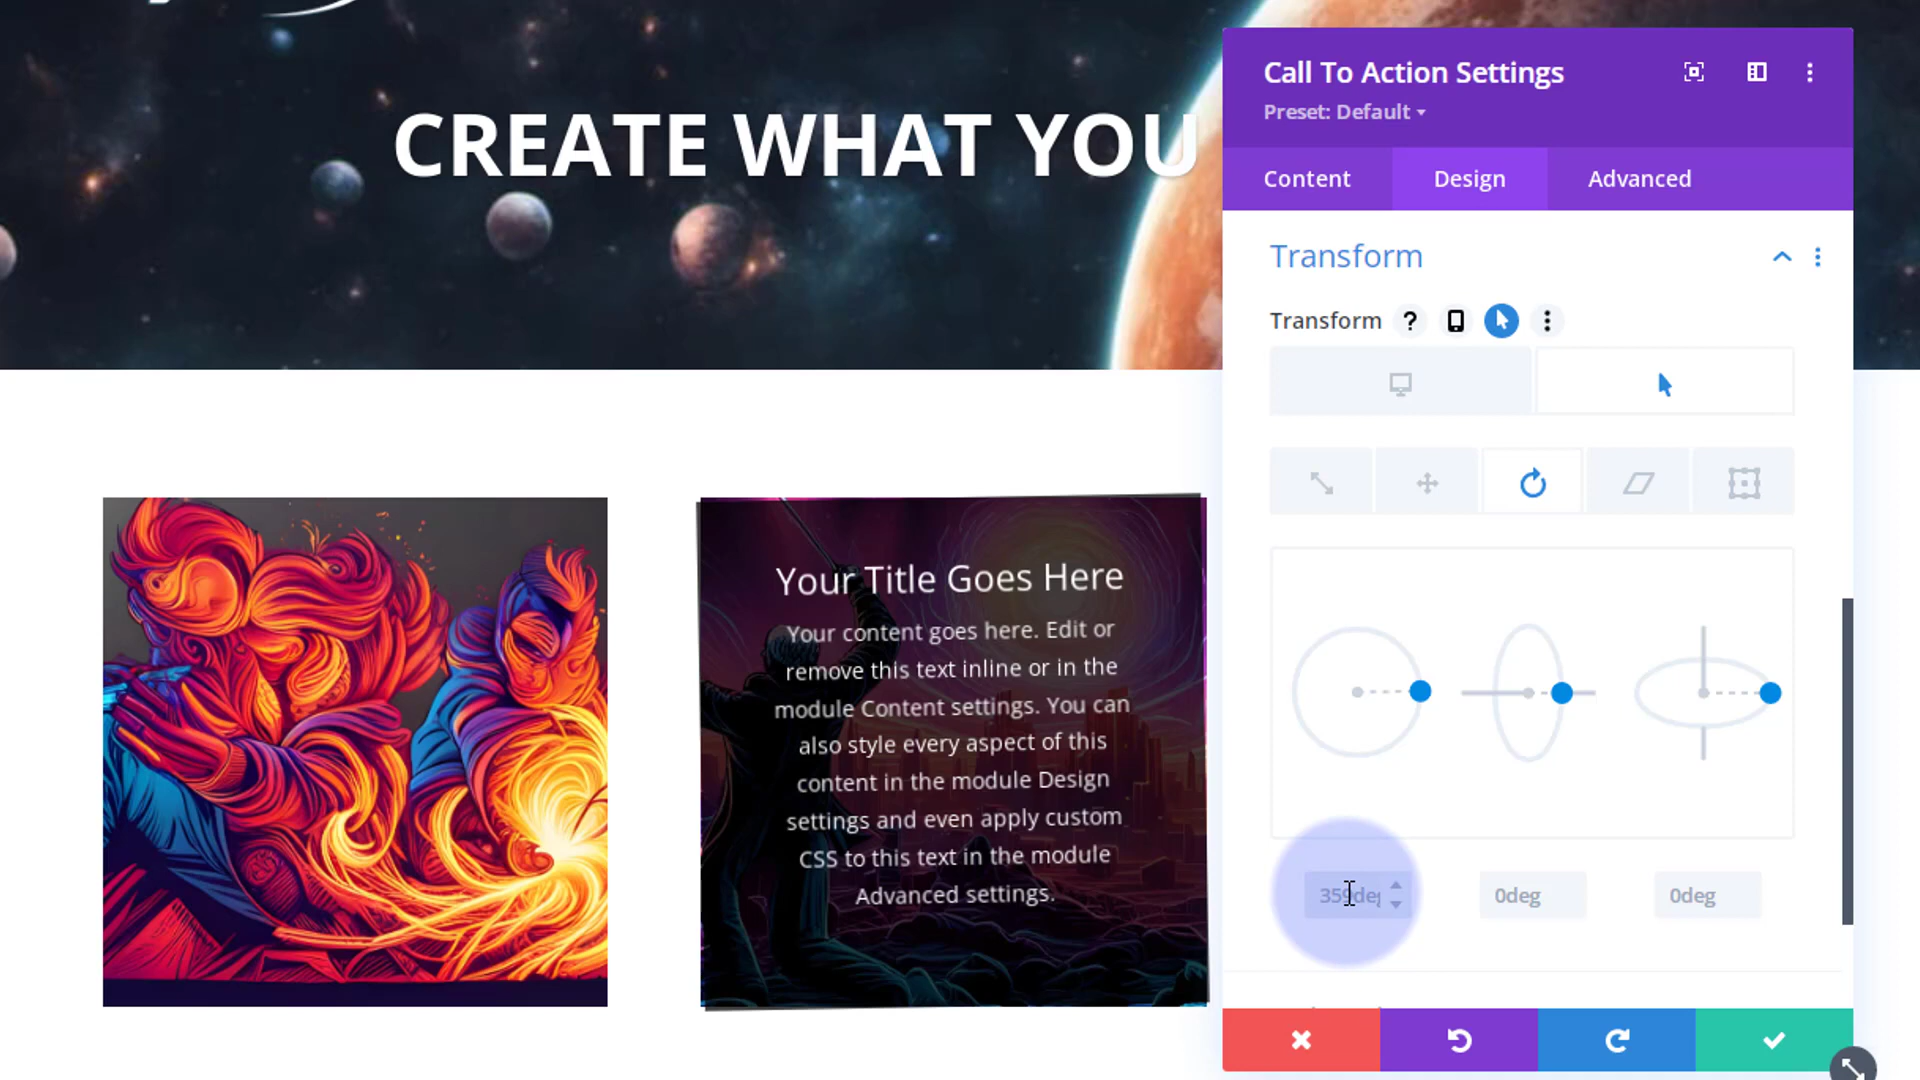 CREATE WHAT YOU
Call To Action Settings
Preset: Default
Content
Design
Advanced
Transform
Transform
?
Your Title Goes Here
Your content goes here. Edit or
remove this text inline or in the
module Content settings. You can
also style every aspect of this
content in the module Design
settings and even apply custom
CSS to this text in the module
Advanced settings.
359deg
0deg
0deg